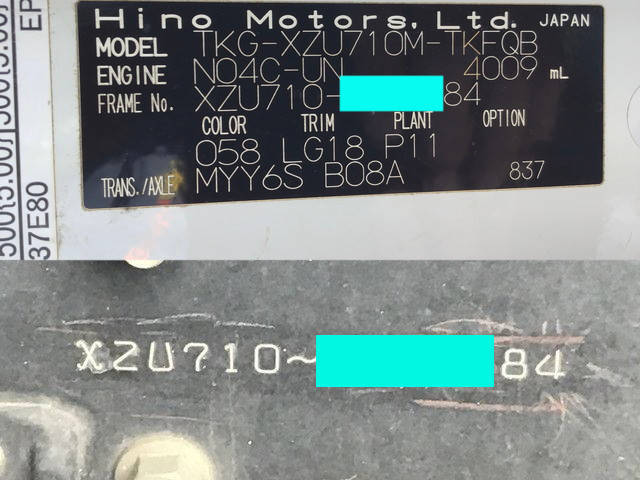 Hino Motors, Ltd. JAPAN
MODEL TKG-XZU710M-TKFQB
ENGINE N04C-UN 4009 mL
FRAME No. XZU710- 84
COLOR TRIM PLANT OPTION
058 LG18 P11
TRANS./AXLE MYY6S B08A 837
37E80
XZU710~ 84